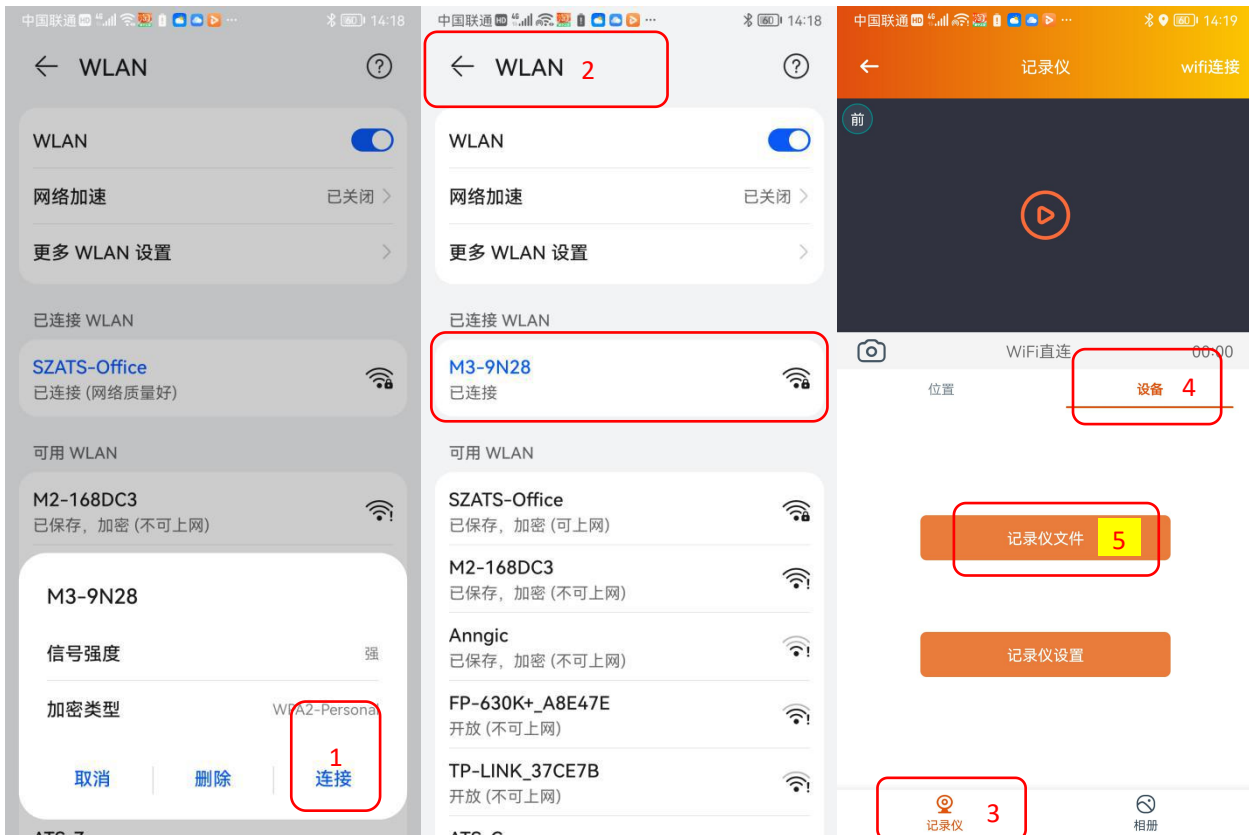 中国联通 HD 14:18
WLAN
WLAN
网络加速 已关闭
更多 WLAN 设置
已连接 WLAN
SZATS-Office
已连接 (网络质量好)
可用 WLAN
M2-168DC3
已保存，加密 (不可上网)
M3-9N28
信号强度 强
加密类型 WPA2-Personal
1
取消 删除 连接
中国联通 HD 60 14:18
WLAN 2
WLAN
网络加速 已关闭
更多 WLAN 设置
已连接 WLAN
M3-9N28
已连接
可用 WLAN
SZATS-Office
已保存，加密 (可上网)
M2-168DC3
已保存，加密 (不可上网)
Anngic
已保存，加密 (不可上网)
FP-630K+_A8E47E
开放 (不可上网)
TP-LINK_37CE7B
开放 (不可上网)
中国联通 HD 60 14:19
记录仪 wifi连接
前
WiFi直连 00:00
位置 设备 4
记录仪文件 5
记录仪设置
3
记录仪 相册